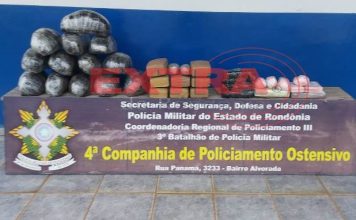 EXTRA
Secretaria de Segurança, Defesa e Cidadania
Polícia Militar do Estado de Rondônia
Coordenadoria Regional de Policiamento III
3º Batalhão de Polícia Militar
4ª Companhia de Policiamento Ostensivo
Rua Panamá, 3233 - Bairro Alvorada